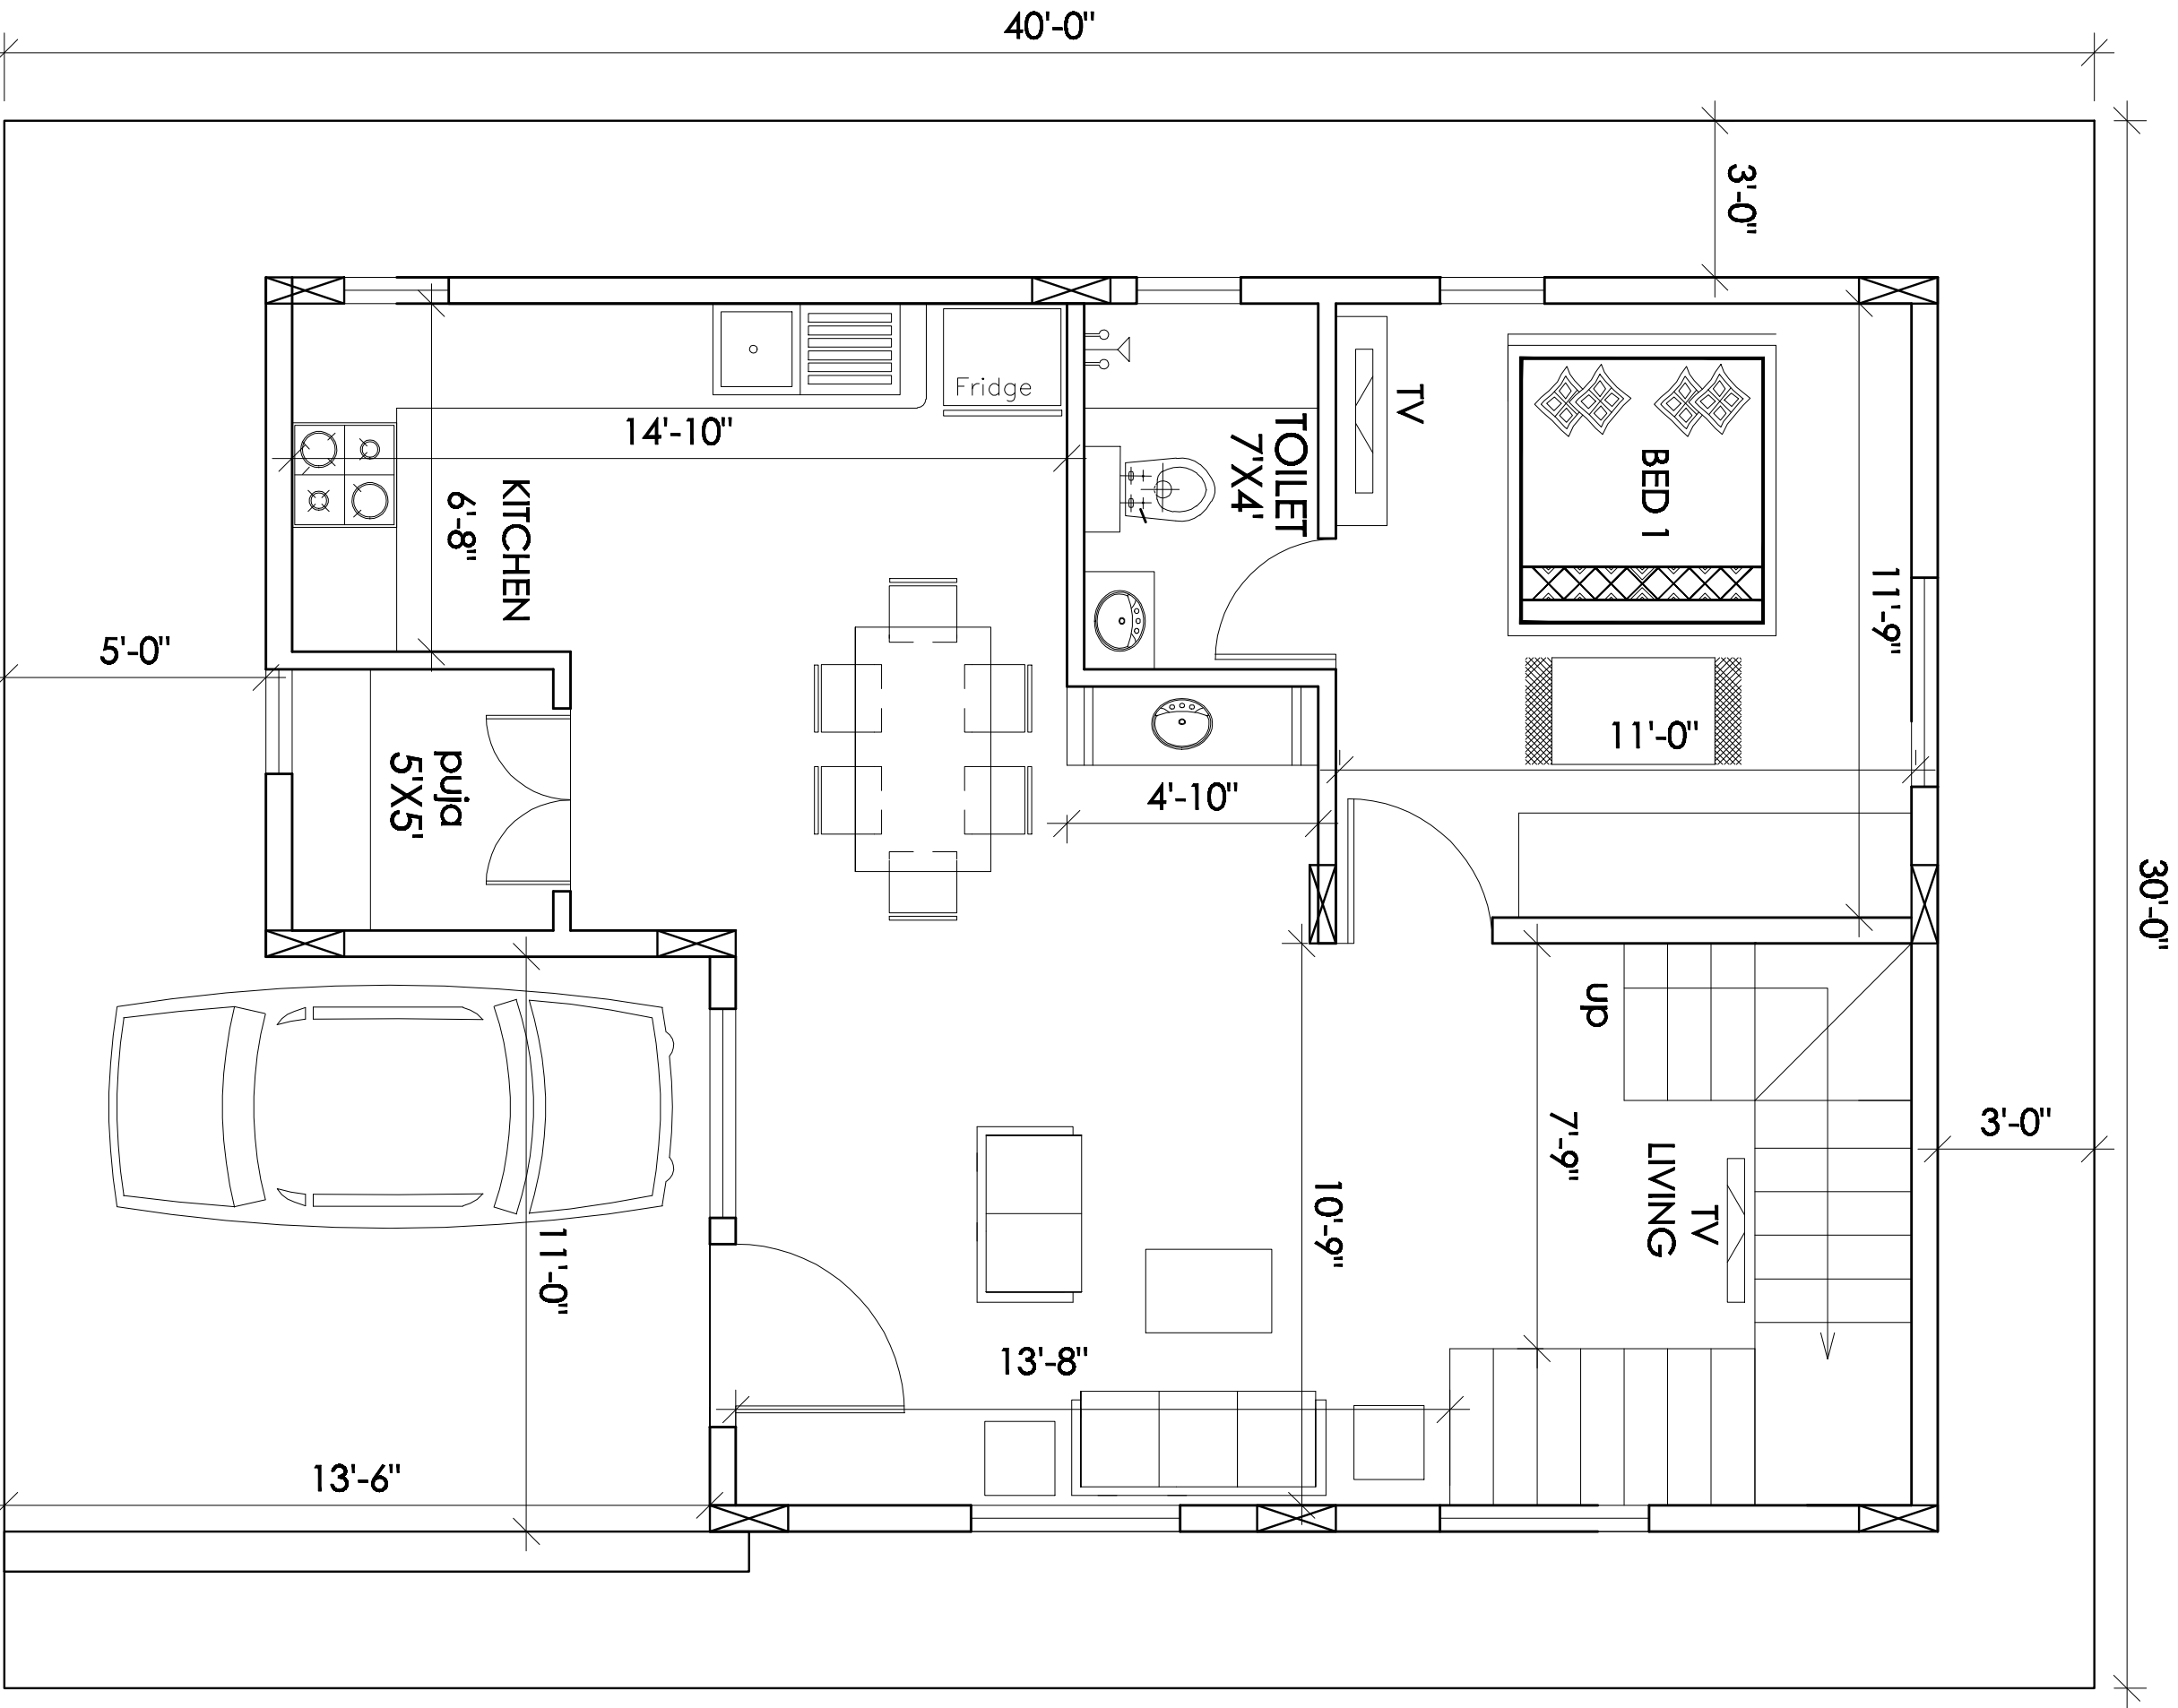 40'-0"
3'-0"
Fridge
14'-10"
KITCHEN
6'-8"
TOILET
7'X4'
TV
BED 1
11'-9"
5'-0"
11'-0"
puja
5'X5'
4'-10"
30'-0"
up
7'-9"
LIVING
TV
3'-0"
10'-9"
11'-0"
13'-8"
13'-6"